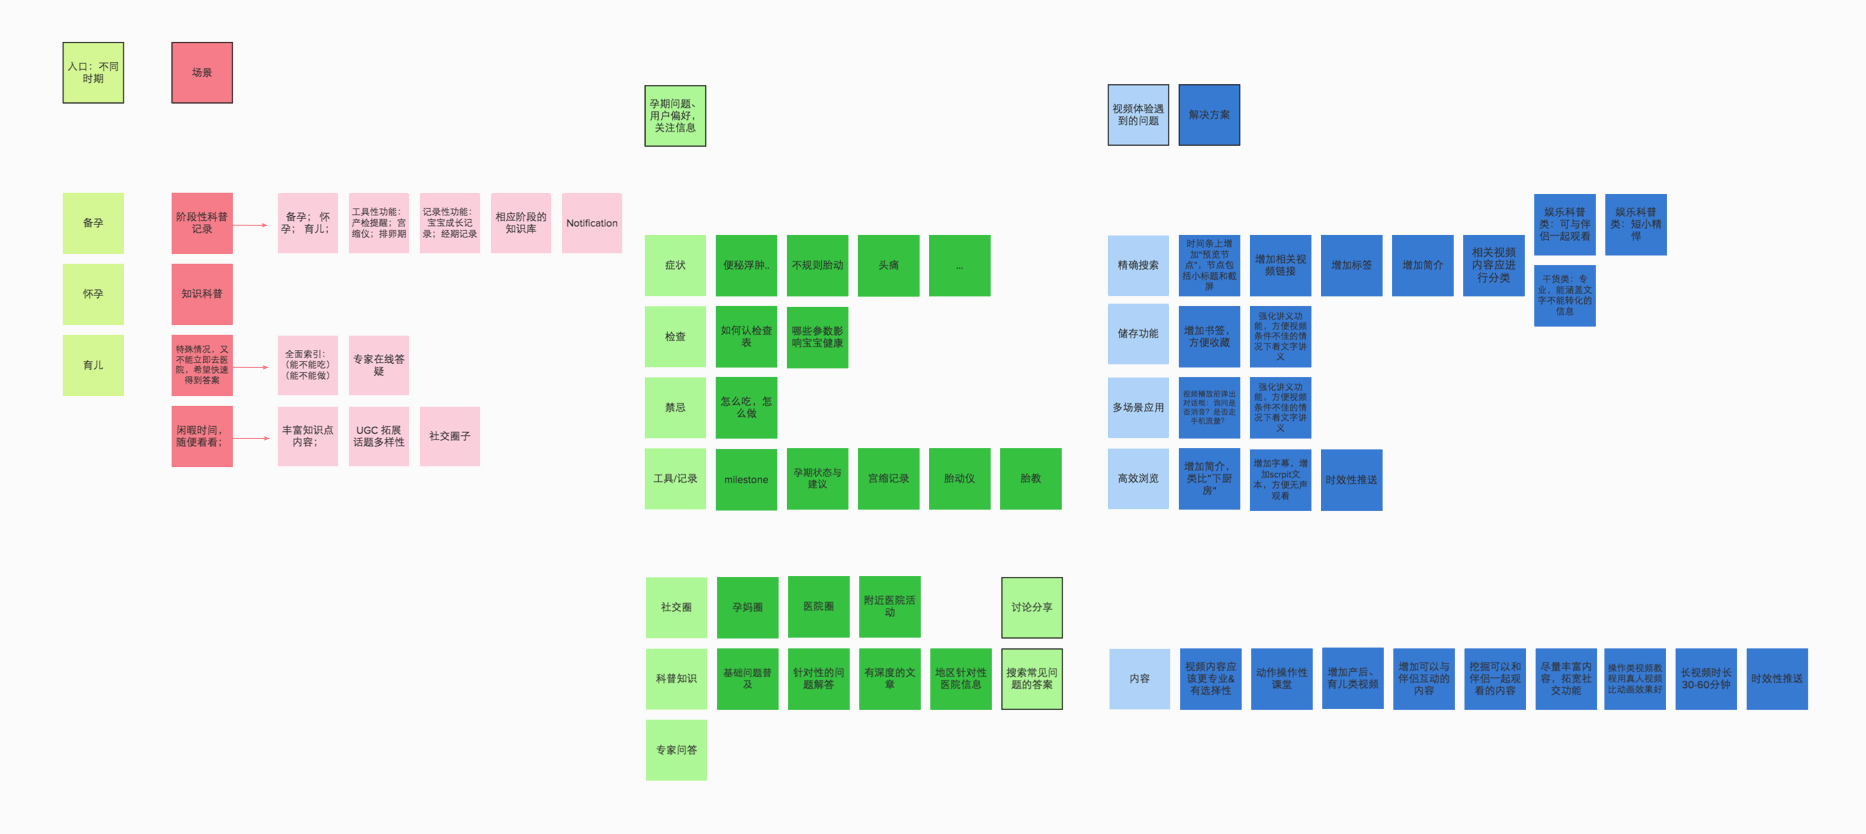 入口：不同
时期
场景
孕期问题、
用户偏好，
关注信息
视频体验遇
到的问题
解决方案
备孕
阶段性科普
记录
备孕； 怀
孕； 育儿；
工具性功能：
产检提醒；宫
缩仪；排卵期
记录性功能：
宝宝成长记
录；经期记录
相应阶段的
知识库
Notification
怀孕
知识科普
育儿
特殊情况，又
不能立即去医
院，希望快速
得到答案
全面索引：
（能不能吃）
（能不能做）
专家在线答
疑
闲暇时间，
随便看看；
丰富知识点
内容；
UGC 拓展
话题多样性
社交圈子
症状
便秘浮肿..
不规则胎动
头痛
...
检查
如何认检查
表
哪些参数影
响宝宝健康
禁忌
怎么吃，怎
么做
工具/记录
milestone
孕期状态与
建议
宫缩记录
胎动仪
胎教
社交圈
孕妈圈
医院圈
附近医院活
动
讨论分享
科普知识
基础问题普
及
针对性的问
题解答
有深度的文
章
地区针对性
医院信息
搜索常见问
题的答案
专家问答
精确搜索
时间条上增
加"预览节
点"，节点包
括小标题和截
屏
增加相关视
频链接
增加标签
增加简介
相关视频
内容应进
行分类
娱乐科普
类：可与伴
侣一起观看
娱乐科普
类：短小精
悍
干货类：专
业，能涵盖文
字不能转化的
信息
储存功能
增加书签，
方便收藏
强化讲义功
能，方便视频
条件不佳的情
况下看文字讲
义
多场景应用
视频播放前弹出
对话框：询问是
否消音？是否走
手机流量？
强化讲义功
能，方便视频
条件不佳的情
况下看文字讲
义
高效浏览
增加简介，
类比"下厨
房"
增加字幕，增
加scrpit文
本，方便无声
观看
时效性推送
内容
视频内容应
该更专业&
有选择性
动作操作性
课堂
增加产后、
育儿类视频
增加可以与
伴侣互动的
内容
挖掘可以和
伴侣一起观
看的内容
尽量丰富内
容，拓宽社
交功能
操作类视频教
程用真人视频
比动画效果好
长视频时长
30-60分钟
时效性推送